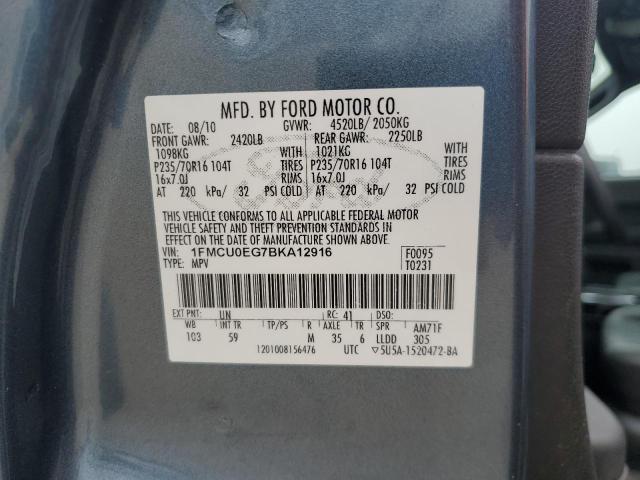 MFD. BY FORD MOTOR CO.
DATE: 08/10 GVWR: 4520LB/ 2050KG
FRONT GAWR: 2420LB REAR GAWR: 2250LB
1098KG WITH 1021KG WITH
P235/70R16 104T TIRES P235/70R16 104T TIRES
16x7.0J RIMS 16x7.0J RIMS
AT 220 kPa/ 32 PSI COLD AT 220 kPa/ 32 PSI COLD
THIS VEHICLE CONFORMS TO ALL APPLICABLE FEDERAL MOTOR
VEHICLE SAFETY AND THEFT PREVENTION STANDARDS IN
EFFECT ON THE DATE OF MANUFACTURE SHOWN ABOVE.
VIN: 1FMCU0EG7BKA12916 F0095
TYPE: MPV T0231
EXT PNT: UN RC: 41 DSO:
WB INT TR TP/PS R AXLE TR SPR AM71F
103 59 M 35 6 LLDD 305
1201008156476 UTC ▽5U5A-1520472-BA
Ford